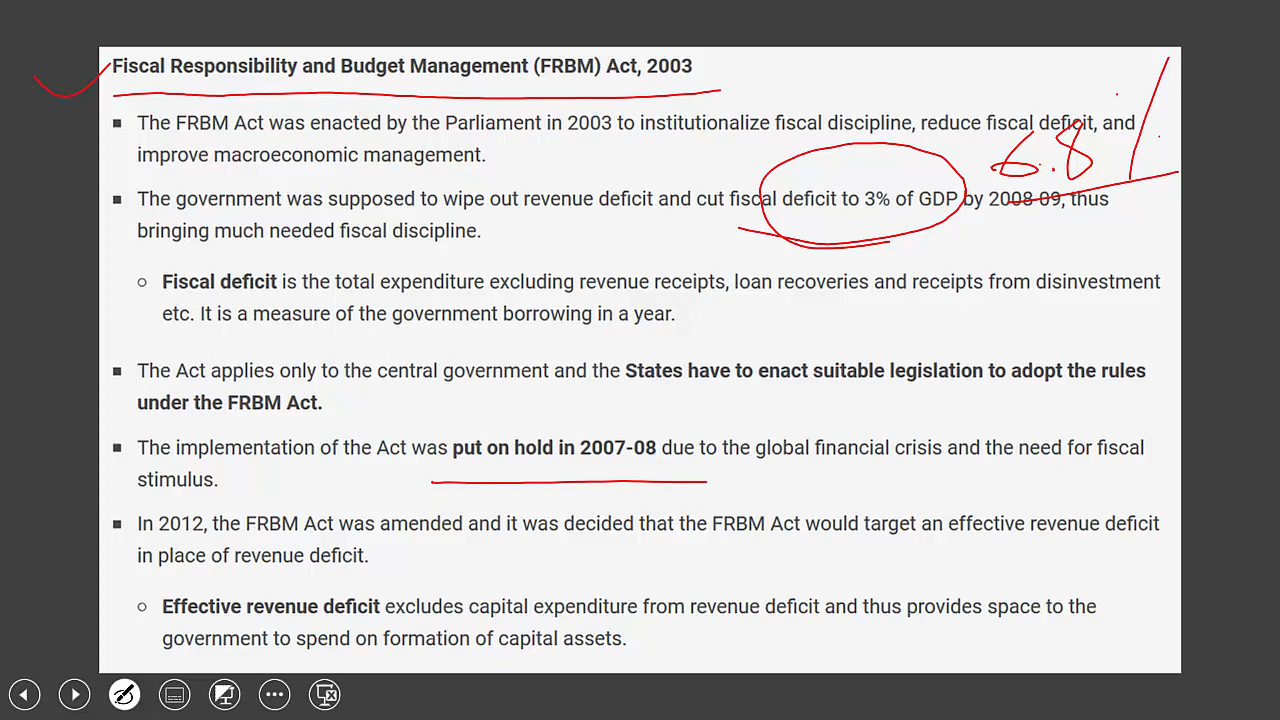 Fiscal Responsibility and Budget Management (FRBM) Act, 2003
The FRBM Act was enacted by the Parliament in 2003 to institutionalize fiscal discipline, reduce fiscal deficit, and
improve macroeconomic management.
6.8%
The government was supposed to wipe out revenue deficit and cut fiscal deficit to 3% of GDP by 2008-09, thus
bringing much needed fiscal discipline.
Fiscal deficit is the total expenditure excluding revenue receipts, loan recoveries and receipts from disinvestment
etc. It is a measure of the government borrowing in a year.
The Act applies only to the central government and the States have to enact suitable legislation to adopt the rules
under the FRBM Act.
The implementation of the Act was put on hold in 2007-08 due to the global financial crisis and the need for fiscal
stimulus.
In 2012, the FRBM Act was amended and it was decided that the FRBM Act would target an effective revenue deficit
in place of revenue deficit.
Effective revenue deficit excludes capital expenditure from revenue deficit and thus provides space to the
government to spend on formation of capital assets.